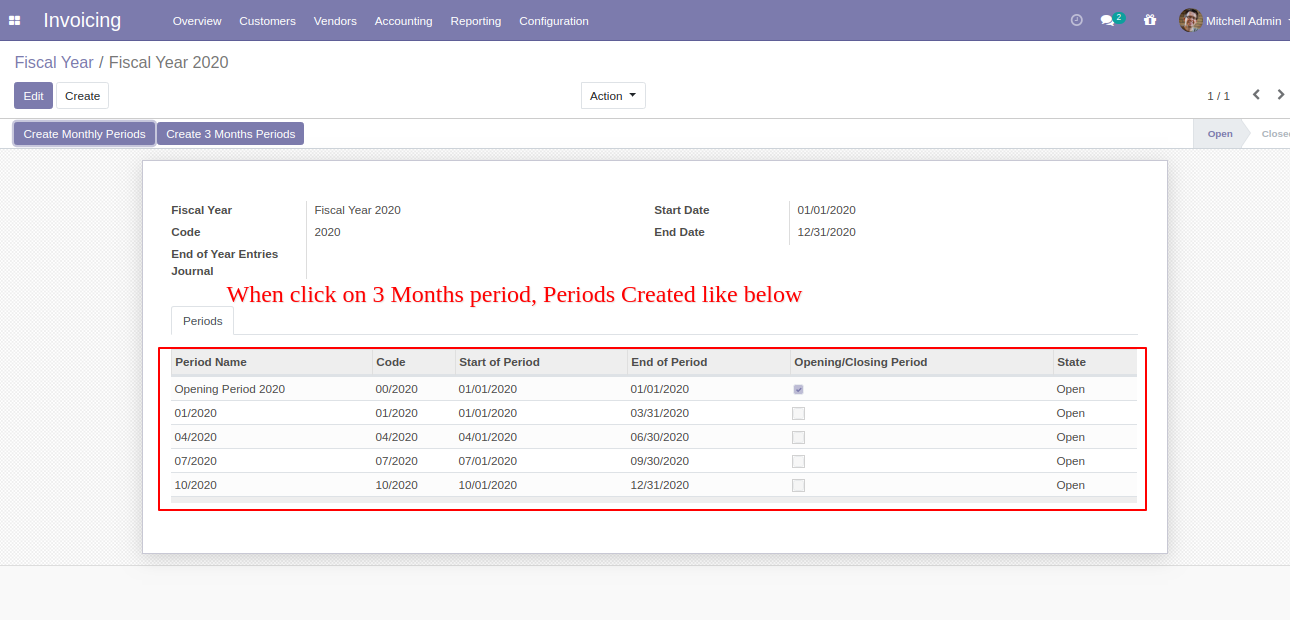 Invoicing Overview Customers Vendors Accounting Reporting Configuration 2 Mitchell Admin
Fiscal Year / Fiscal Year 2020
Edit Create Action 1 / 1
Create Monthly Periods Create 3 Months Periods Open
Fiscal Year Fiscal Year 2020 Start Date 01/01/2020
Code 2020 End Date 12/31/2020
End of Year Entries
Journal
When click on 3 Months period, Periods Created like below
Periods
Period Name Code Start of Period End of Period Opening/Closing Period State
Opening Period 2020 00/2020 01/01/2020 01/01/2020 Open
01/2020 01/2020 01/01/2020 03/31/2020 Open
04/2020 04/2020 04/01/2020 06/30/2020 Open
07/2020 07/2020 07/01/2020 09/30/2020 Open
10/2020 10/2020 10/01/2020 12/31/2020 Open